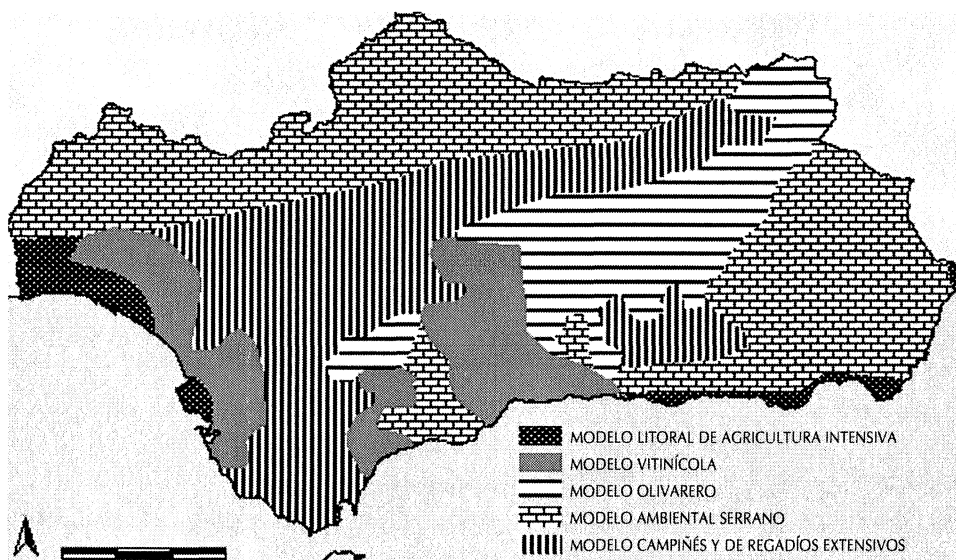 MODELO LITORAL DE AGRICULTURA INTENSIVA
MODELO VITINÍCOLA
MODELO OLIVARERO
MODELO AMBIENTAL SERRANO
MODELO CAMPIÑÉS Y DE REGADÍOS EXTENSIVOS